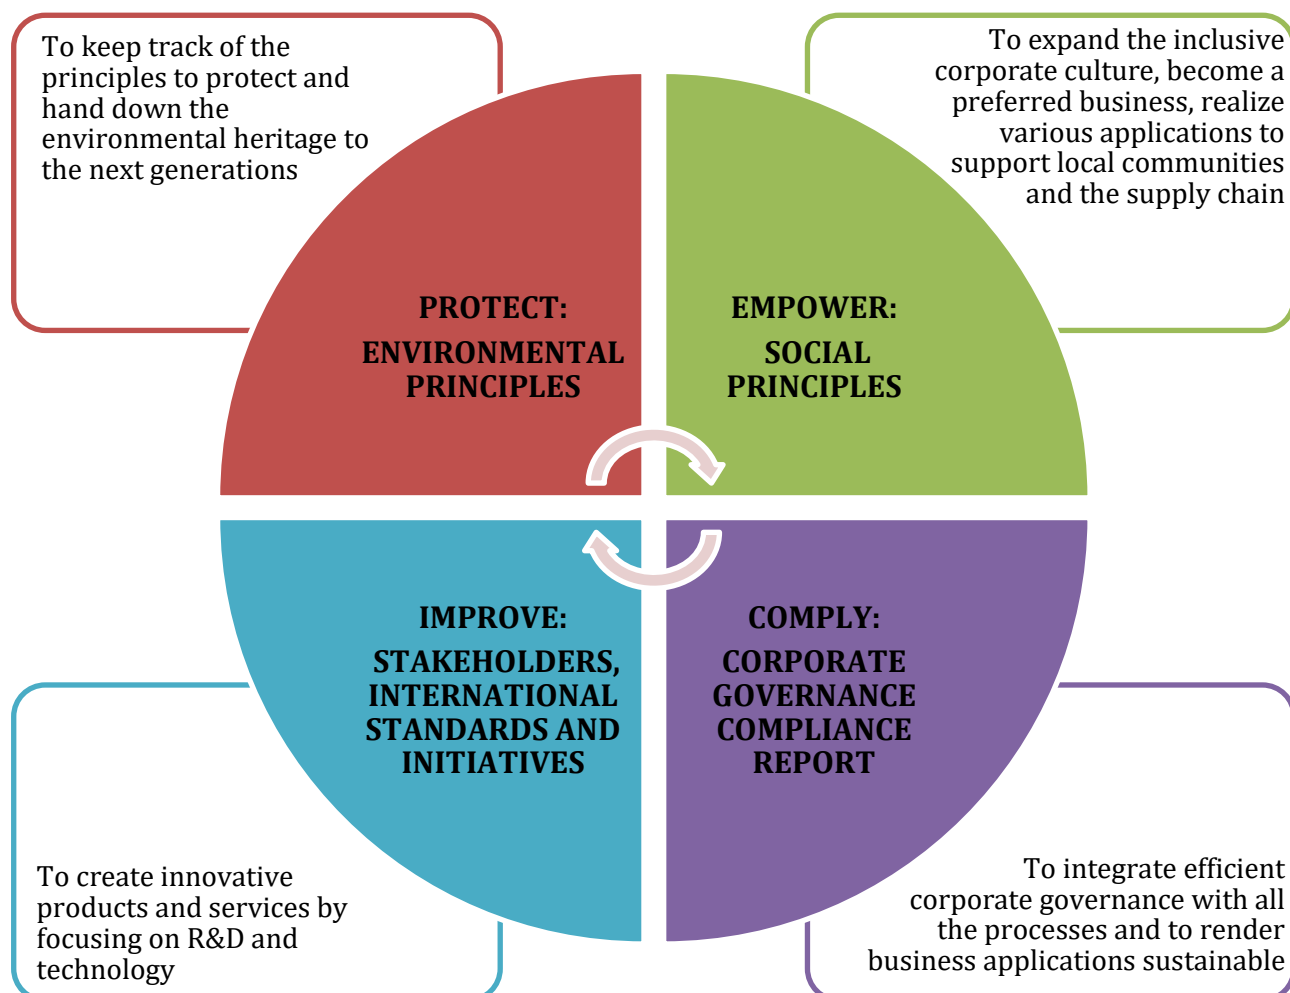 To keep track of the
principles to protect and
hand down the
environmental heritage to
the next generations
To expand the inclusive
corporate culture, become a
preferred business, realize
various applications to
support local communities
and the supply chain
PROTECT:
ENVIRONMENTAL
PRINCIPLES
EMPOWER:
SOCIAL
PRINCIPLES
IMPROVE:
STAKEHOLDERS,
INTERNATIONAL
STANDARDS AND
INITIATIVES
COMPLY:
CORPORATE
GOVERNANCE
COMPLIANCE
REPORT
To create innovative
products and services by
focusing on R&D and
technology
To integrate efficient
corporate governance with all
the processes and to render
business applications sustainable